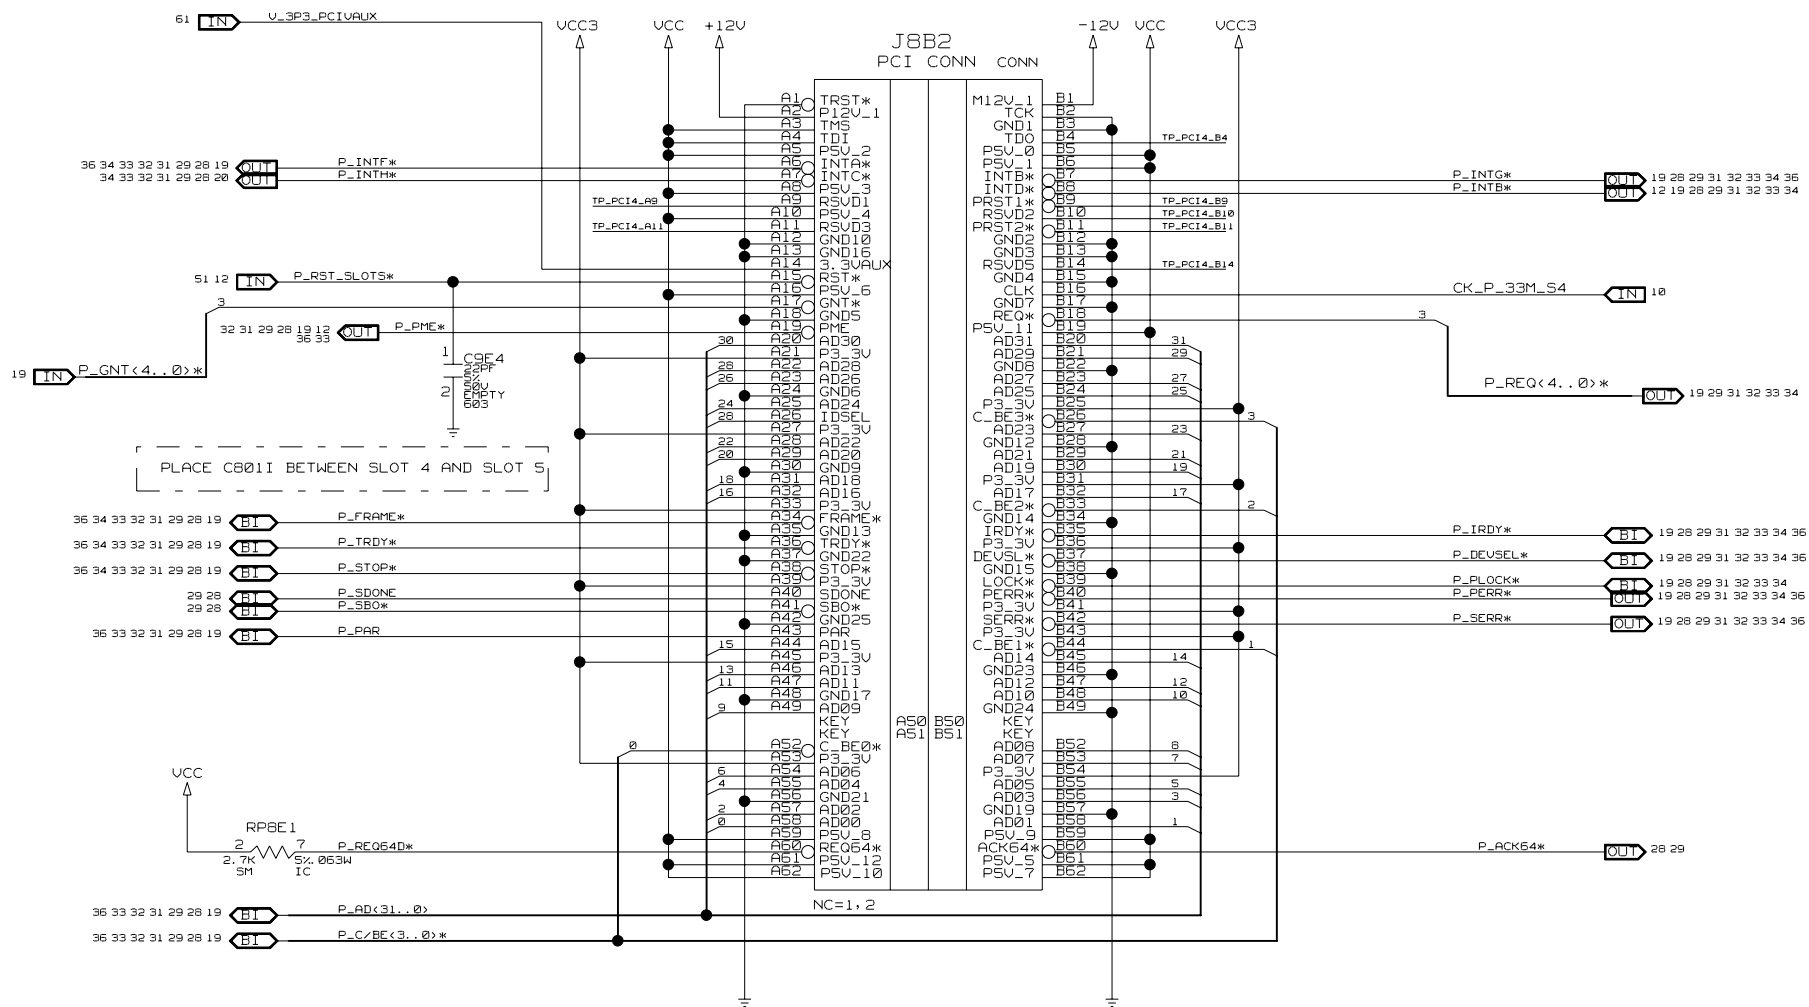 61 IN V_3P3_PCIVAUX
VCC3 VCC +12V
-12V VCC VCC3
J8B2
PCI CONN CONN
A1 TRST*
A2 P12V_1
A3 TMS
A4 TDI
A5 P5V_2
A6 INTA*
A7 INTC*
A8 P5V_3
A9 RSVD1
A10 P5V_4
A11 RSVD3
A12 GND10
A13 GND16
A14 3.3VAUX
A15 RST*
A16 P5V_6
A17 GNT*
A18 GND5
A19 PME
A20 AD30
A21 P3_3V
A22 AD28
A23 AD26
A24 GND6
A25 AD24
A26 IDSEL
A27 P3_3V
A28 AD22
A29 AD20
A30 GND9
A31 AD18
A32 AD16
A33 P3_3V
A34 FRAME*
A35 GND13
A36 TRDY*
A37 GND22
A38 STOP*
A39 P3_3V
A40 SDONE
A41 SBO*
A42 GND25
A43 PAR
A44 AD15
A45 P3_3V
A46 AD13
A47 AD11
A48 GND17
A49 AD09
KEY A50 B50 KEY
KEY A51 B51 KEY
A52 C_BE0*
A53 P3_3V
A54 AD06
A55 AD04
A56 GND21
A57 AD02
A58 AD00
A59 P5V_8
A60 REQ64*
A61 P5V_12
A62 P5V_10
M12V_1 B1
TCK B2
GND1 B3
TDO B4
P5V_0 B5
P5V_1 B6
INTB* B7
INTD* B8
PRST1* B9
RSVD2 B10
PRST2* B11
GND2 B12
GND3 B13
RSVD5 B14
GND4 B15
CLK B16
GND7 B17
REQ* B18
P5V_11 B19
AD31 B20
AD29 B21
GND8 B22
AD27 B23
AD25 B24
P3_3V B25
C_BE3* B26
AD23 B27
GND12 B28
AD21 B29
AD19 B30
P3_3V B31
AD17 B32
C_BE2* B33
GND14 B34
IRDY* B35
P3_3V B36
DEVSL* B37
GND15 B38
LOCK* B39
PERR* B40
P3_3V B41
SERR* B42
P3_3V B43
C_BE1* B44
AD14 B45
GND23 B46
AD12 B47
AD10 B48
GND24 B49
AD08 B52
AD07 B53
P3_3V B54
AD05 B55
AD03 B56
GND19 B57
AD01 B58
P5V_9 B59
ACK64* B60
P5V_5 B61
P5V_7 B62
NC=1,2
36 34 33 32 31 29 28 19 OUT P_INTF*
34 33 32 31 29 28 20 OUT P_INTH*
TP_PCI4_A9
TP_PCI4_A11
51 12 IN P_RST_SLOTS*
3
32 31 29 28 19 12 OUT P_PME*
36 33
19 IN P_GNT<4..0>*
1 C9E4
22PF
5%
50V
2 EMPTY
603
PLACE C801I BETWEEN SLOT 4 AND SLOT 5
30
28
26
24
28
22
20
18
16
36 34 33 32 31 29 28 19 BI P_FRAME*
36 34 33 32 31 29 28 19 BI P_TRDY*
36 34 33 32 31 29 28 19 BI P_STOP*
29 28 BI P_SDONE
29 28 BI P_SBO*
36 33 32 31 29 28 19 BI P_PAR
15
13
11
9
0
6
4
2
0
VCC
RP8E1
2 7 P_REQ64D*
2.7K 5%.063W
SM IC
36 33 32 31 29 28 19 BI P_AD<31..0>
36 33 32 31 29 28 19 BI P_C/BE<3..0>*
TP_PCI4_B4
P_INTG* OUT 19 28 29 31 32 33 34 36
P_INTB* OUT 12 19 28 29 31 32 33 34
TP_PCI4_B9
TP_PCI4_B10
TP_PCI4_B11
TP_PCI4_B14
CK_P_33M_S4 IN 10
3
P_REQ<4..0>* OUT 19 29 31 32 33 34
31
29
27
25
3
23
21
19
17
2
P_IRDY* BI 19 28 29 31 32 33 34 36
P_DEVSEL* BI 19 28 29 31 32 33 34 36
P_PLOCK* BI 19 28 29 31 32 33 34
P_PERR* OUT 19 28 29 31 32 33 34 36
P_SERR* OUT 19 28 29 31 32 33 34 36
1
14
12
10
8
7
5
3
1
P_ACK64* OUT 28 29